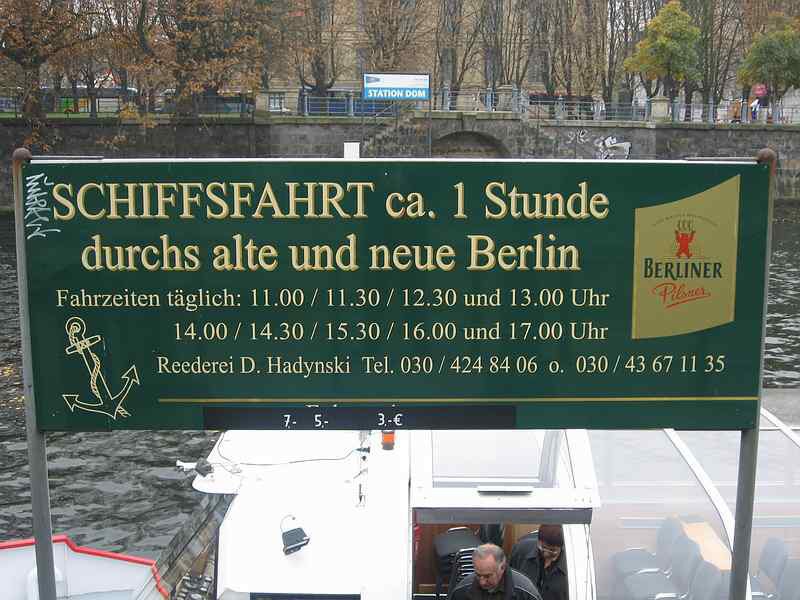 STATION DOM
SCHIFFSFAHRT ca. 1 Stunde
durchs alte und neue Berlin
Fahrzeiten täglich: 11.00 / 11.30 / 12.30 und 13.00 Uhr
14.00 / 14.30 / 15.30 / 16.00 und 17.00 Uhr
Reederei D. Hadynski Tel. 030 / 424 84 06 o. 030 / 43 67 11 35
7,- 5,- 3,-€
BERLINER
Pilsner